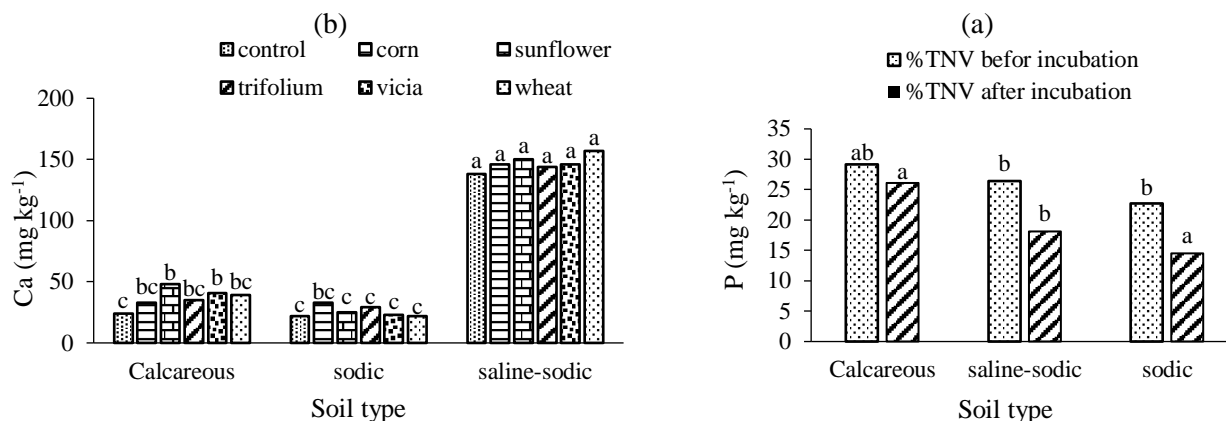 (b)
control corn sunflower
trifolium vicia wheat
200
150
100
50
0
Ca (mg kg-1)
c bc b bc b bc
c bc c c c c
a a a a a a
Calcareous sodic saline-sodic
Soil type
(a)
%TNV befor incubation
%TNV after incubation
35
30
25
20
15
10
5
0
P (mg kg-1)
ab a
b b
b a
Calcareous saline-sodic sodic
Soil type